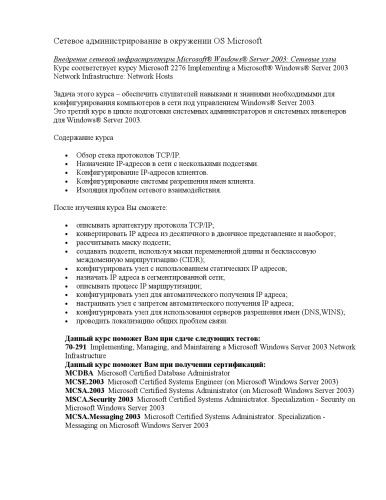 Сетевое администрирование в окружении OS Microsoft
Внедрение сетевой инфраструктуры Microsoft® Windows® Server 2003: Сетевые узлы
Курс соответствует курсу Microsoft 2276 Implementing a Microsoft® Windows® Server 2003
Network Infrastructure: Network Hosts
Задача этого курса – обеспечить слушателей навыками и знаниями необходимыми для
конфигурирования компьютеров в сети под управлением Windows® Server 2003.
Это третий курс в цикле подготовки системных администраторов и системных инженеров
для Windows® Server 2003.
Содержание курса
• Обзор стека протоколов TCP/IP.
• Назначение IP-адресов в сети с несколькими подсетями.
• Конфигурирование IP-адресов клиентов.
• Конфигурирование системы разрешения имен клиента.
• Изоляция проблем сетевого взаимодействия.
После изучения курса Вы сможете:
• описывать архитектуру протокола TCP/IP;
• конвертировать IP адреса из десятичного в двоичное представление и наоборот;
• рассчитывать маску подсети;
• создавать подсети, используя маски переменной длины и бесклассовую
междоменную маршрутизацию (CIDR);
• конфигурировать узел с использованием статических IP адресов;
• назначать IP адреса в сегментированной сети;
• описывать процесс IP маршрутизации;
• конфигурировать узел для автоматического получения IP адреса;
• настраивать узел с запретом автоматического получения IP адреса;
• конфигурировать узел для использования серверов разрешения имен (DNS,WINS);
• проводить локализацию общих проблем связи.
Данный курс поможет Вам при сдаче следующих тестов:
70-291 Implementing, Managing, and Maintaining a Microsoft Windows Server 2003 Network
Infrastructure
Данный курс поможет Вам при получении сертификаций:
MCDBA Microsoft Certified Database Administrator
MCSE.2003 Microsoft Certified Systems Engineer (on Microsoft Windows Server 2003)
MCSA.2003 Microsoft Certified Systems Administrator (on Microsoft Windows Server 2003)
MSCA.Security 2003 Microsoft Certified Systems Adminictrator. Specialization - Security on
Microsoft Windows Server 2003
MCSA.Messaging 2003 Microsoft Certified Systems Administrator. Specialization -
Messaging on Microsoft Windows Server 2003